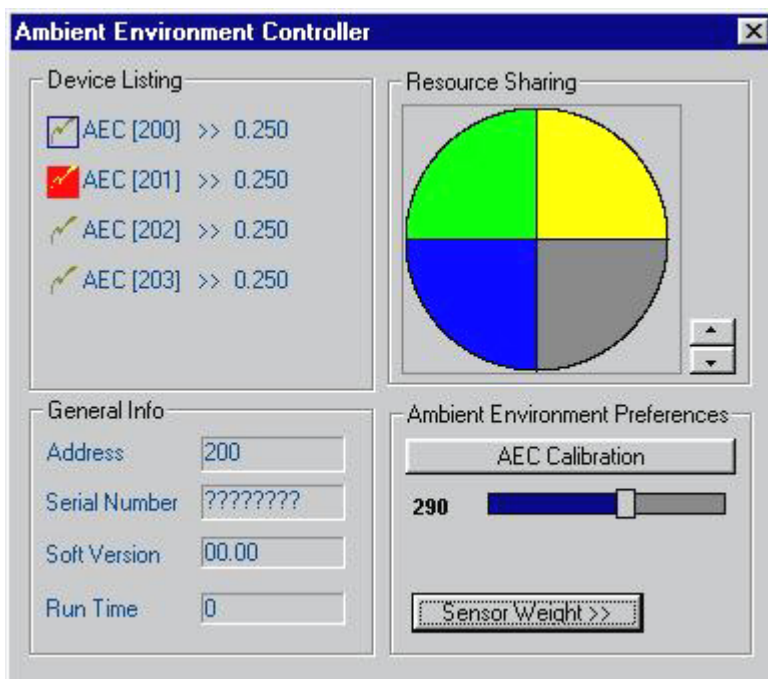 Ambient Environment Controller
Device Listing
AEC [200] >> 0.250
AEC [201] >> 0.250
AEC [202] >> 0.250
AEC [203] >> 0.250
Resource Sharing
General Info
Address 200
Serial Number ????????
Soft Version 00.00
Run Time 0
Ambient Environment Preferences
AEC Calibration
290
Sensor Weight >>